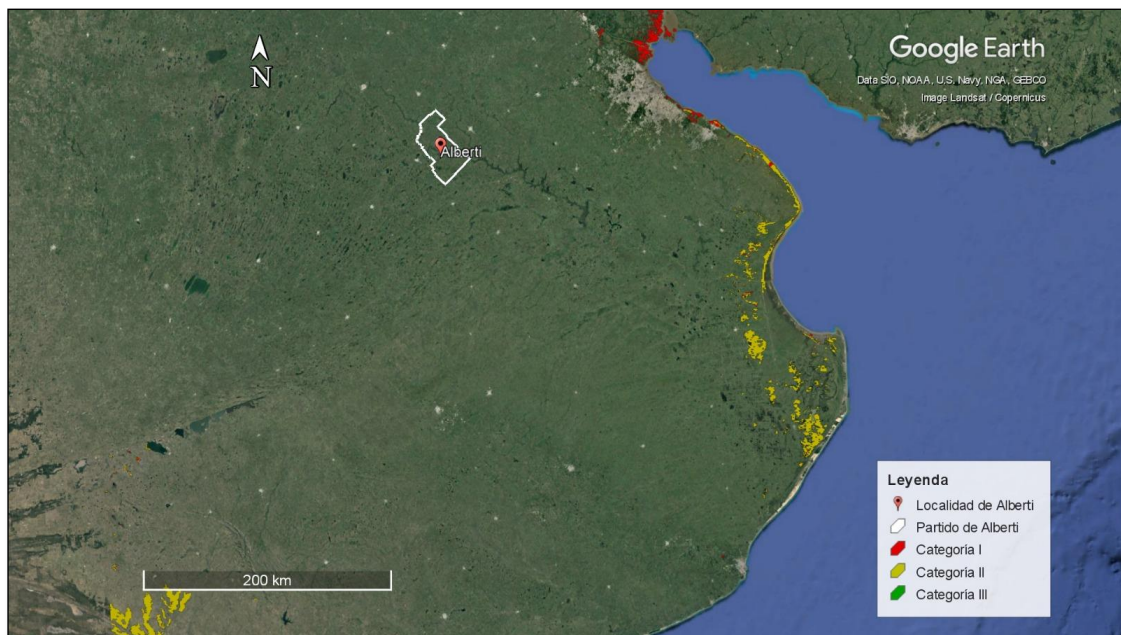 Google Earth
Data SIO, NOAA, U.S. Navy, NGA, GEBCO
Image Landsat / Copernicus
N
Alberti
Leyenda
Localidad de Alberti
Partido de Alberti
Categoría I
Categoría II
Categoría III
200 km